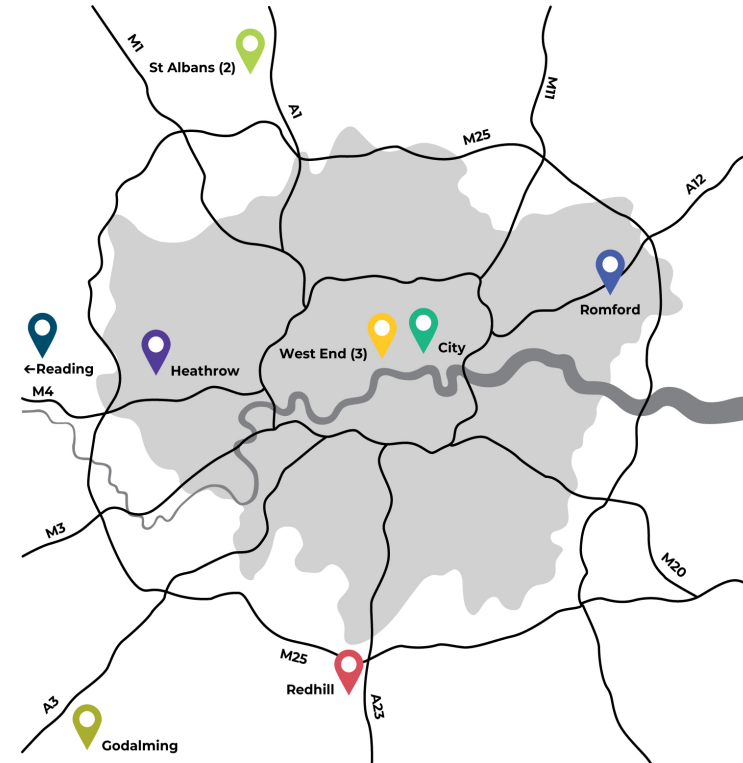 M1
St Albans (2)
A1
M11
M25
A12
Romford
West End (3)
City
←Reading
Heathrow
M4
M3
M20
M25
Redhill
A3
A23
Godalming